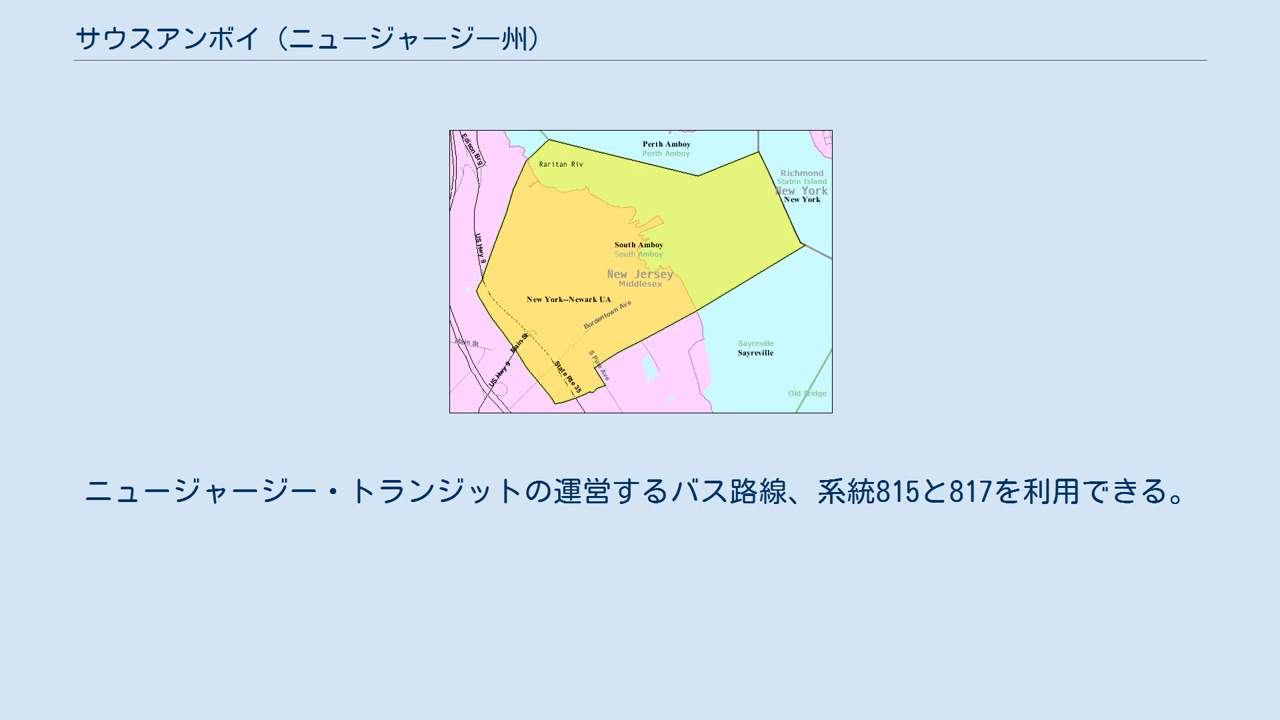 サウスアンボイ（ニュージャージー州）
Edison Brg
Perth Amboy
Perth Amboy
Raritan Riv
Richmond
Staten Island
New York
New York
US Hwy 9
South Amboy
South Amboy
New Jersey
Middlesex
New York--Newark UA
Bordentown Ave
Main St
Main St
Sayreville
Sayreville
US Hwy 9
State Rte 35
S Pine Ave
Old Bridge
ニュージャージー・トランジットの運営するバス路線、系統815と817を利用できる。